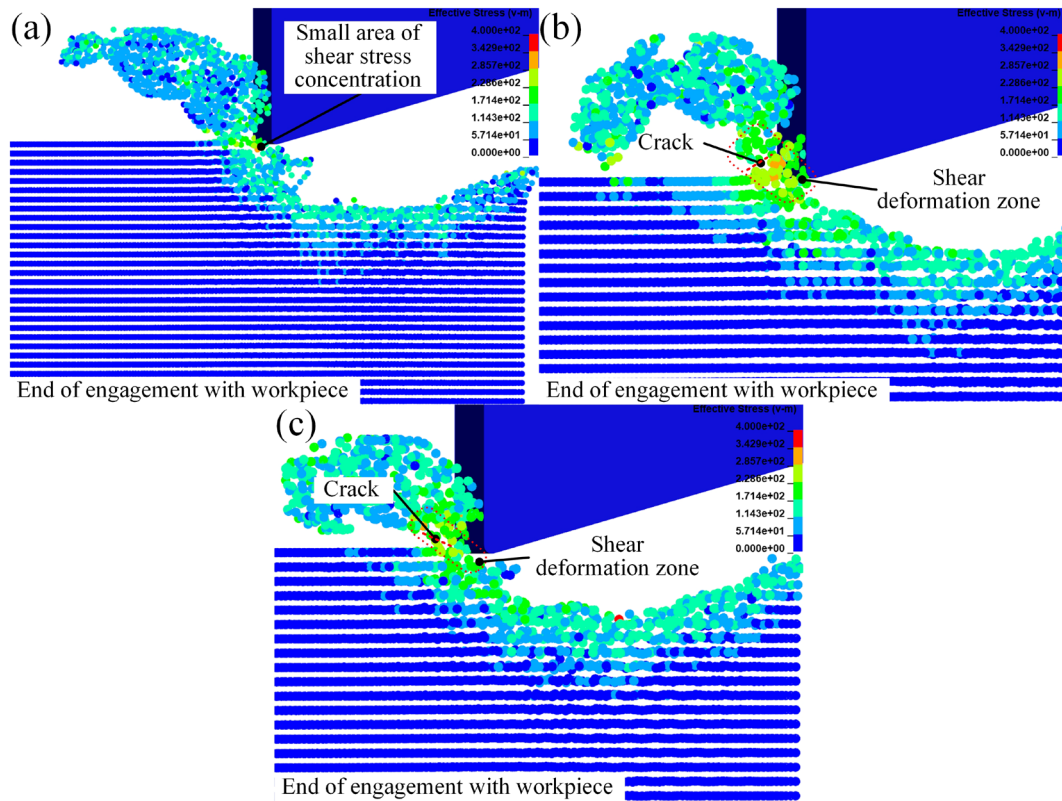 (a)
Small area of
shear stress
concentration
Effective Stress (v-m)
4.000e+02
3.429e+02
2.857e+02
2.286e+02
1.714e+02
1.143e+02
5.714e+01
0.000e+00
End of engagement with workpiece
(b)
Crack
Shear
deformation zone
Effective Stress (v-m)
4.000e+02
3.429e+02
2.857e+02
2.286e+02
1.714e+02
1.143e+02
5.714e+01
0.000e+00
End of engagement with workpiece
(c)
Crack
Shear
deformation zone
Effective Stress (v-m)
4.000e+02
3.429e+02
2.857e+02
2.286e+02
1.714e+02
1.143e+02
5.714e+01
0.000e+00
End of engagement with workpiece